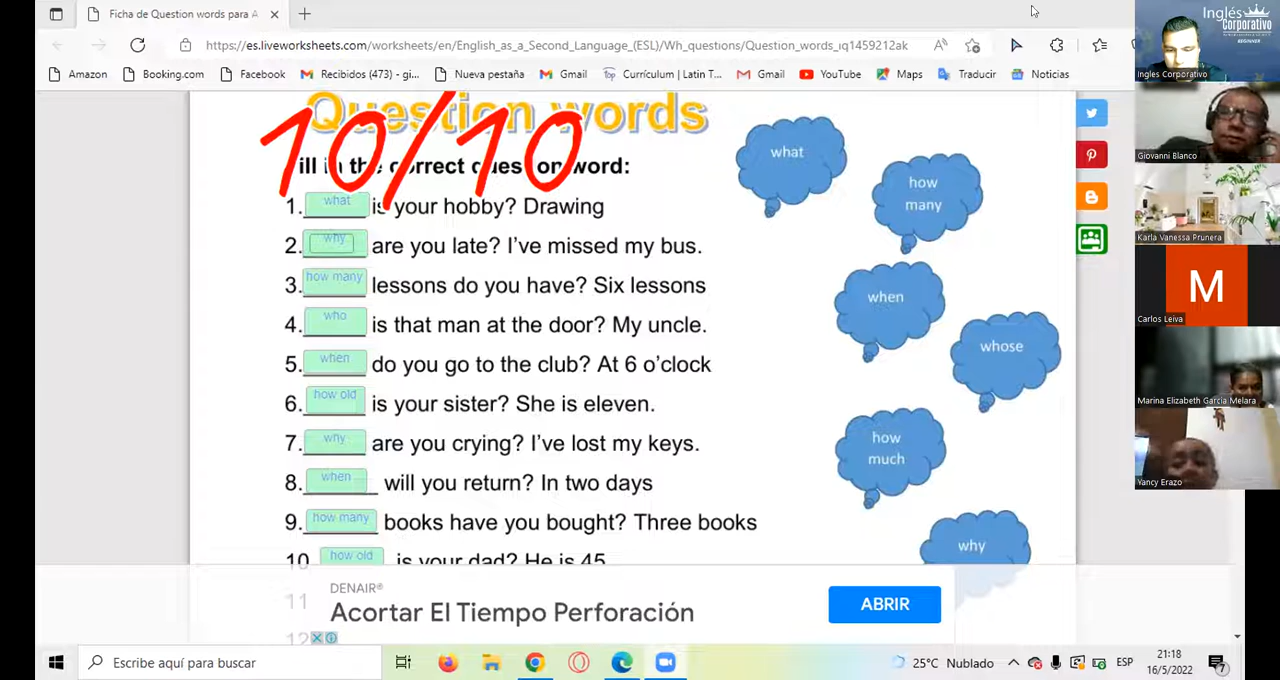 Ficha de Question words para A
https://es.liveworksheets.com/worksheets/en/English_as_a_Second_Language_(ESL)/Wh_questions/Question_words_iq1459212ak
Amazon Booking.com Facebook Recibidos (473) - gi... Nueva pestaña Gmail Currículum | Latin T... Gmail YouTube Maps Traducir Noticias
Question words
10/10
ill in the correct question word:
1. what is your hobby? Drawing
2. why are you late? I've missed my bus.
3. how many lessons do you have? Six lessons
4. who is that man at the door? My uncle.
5. when do you go to the club? At 6 o'clock
6. how old is your sister? She is eleven.
7. why are you crying? I've lost my keys.
8. when will you return? In two days
9. how many books have you bought? Three books
10. how old is your dad? He is 45
11
12
what
how
many
when
whose
how
much
why
DENAIR®
Acortar El Tiempo Perforación
ABRIR
Inglés
Corporativo
BEGINNER
Ingles Corporativo
Giovanni Blanco
Karla Vanessa Prunera
M
Carlos Leiva
Marina Elizabeth Garcia Melara
Yancy Erazo
Escribe aquí para buscar
25°C Nublado
ESP
21:18
16/5/2022
7